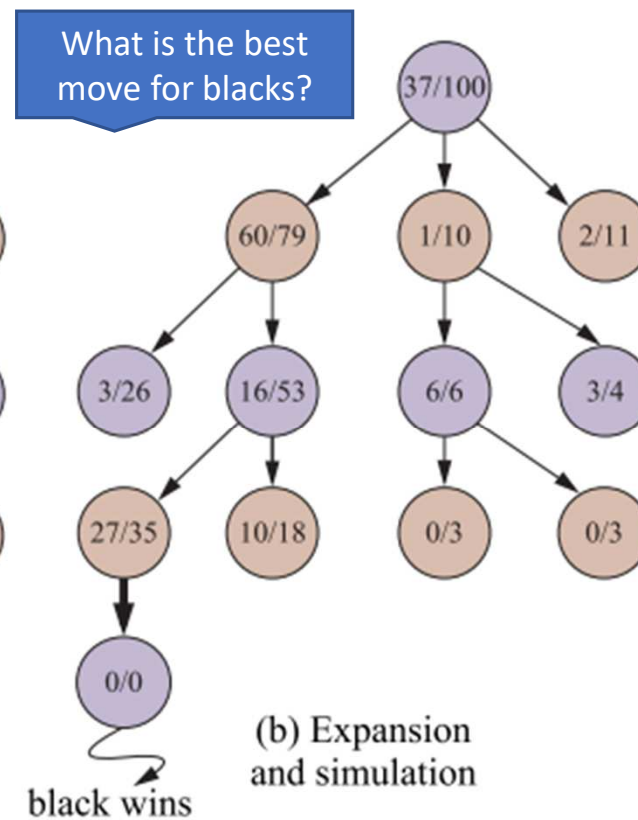 What is the best
move for blacks?
37/100
60/79
1/10
2/11
3/26
16/53
6/6
3/4
27/35
10/18
0/3
0/3
0/0
(b) Expansion
and simulation
black wins